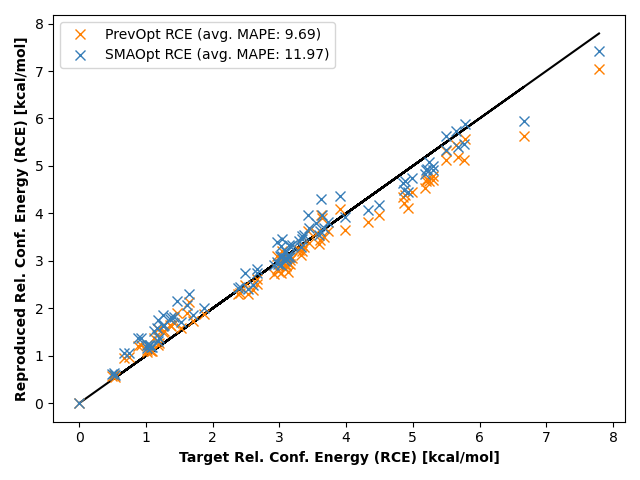 PrevOpt RCE (avg. MAPE: 9.69)
SMAOpt RCE (avg. MAPE: 11.97)
Reproduced Rel. Conf. Energy (RCE) [kcal/mol]
8
7
6
5
4
3
2
1
0
0 1 2 3 4 5 6 7 8
Target Rel. Conf. Energy (RCE) [kcal/mol]